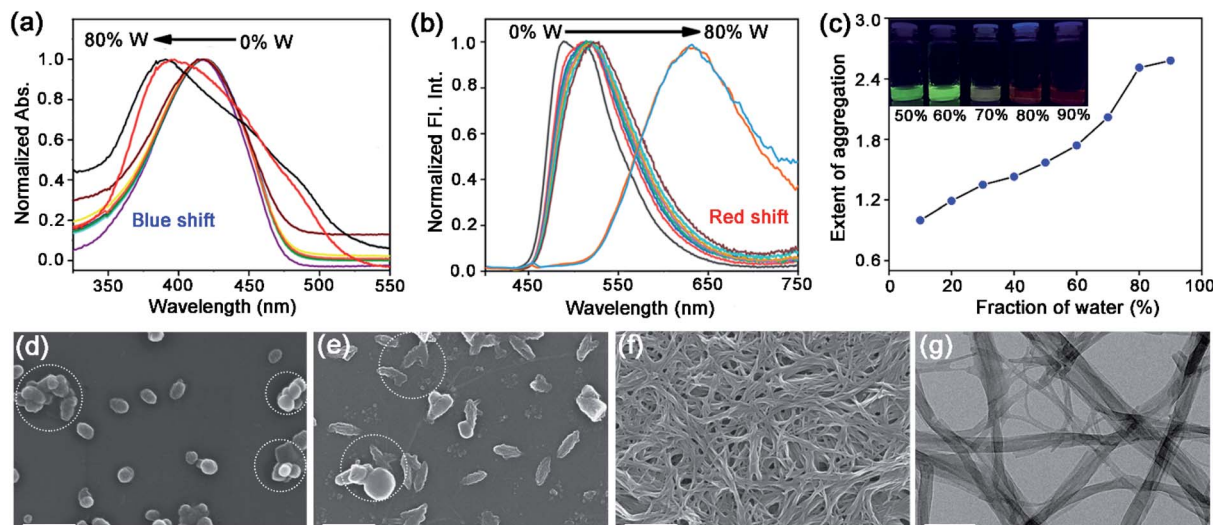 (a)
80% W
0% W
Blue shift
Normalized Abs.
0.0
0.2
0.4
0.6
0.8
1.0
350 400 450 500 550
Wavelength (nm)
(b)
0% W
80% W
Red shift
Normalized Fl. Int.
0.0
0.2
0.4
0.6
0.8
1.0
450 550 650 750
Wavelength (nm)
(c)
50% 60% 70% 80% 90%
Extent of aggregation
3.0
2.4
1.8
1.2
0.6
0 20 40 60 80 100
Fraction of water (%)
(d)
(e)
(f)
(g)